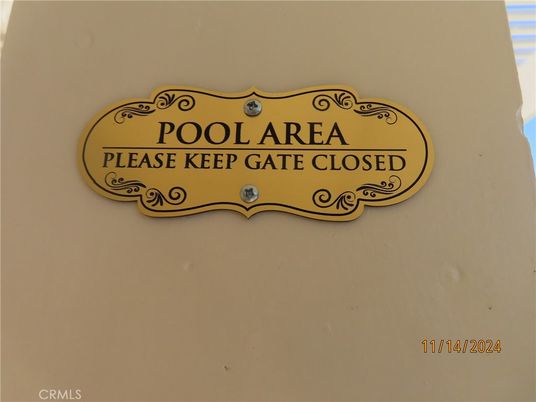 POOL AREA
PLEASE KEEP GATE CLOSED
11/14/2024
CRMLS